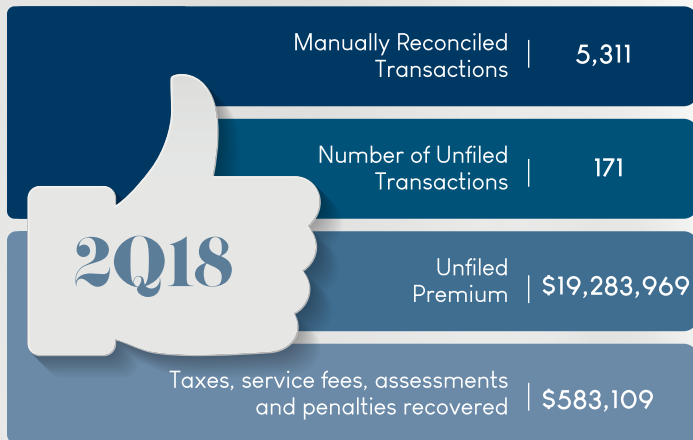 Manually Reconciled
Transactions
5,311
Number of Unfiled
Transactions
171
2Q18
Unfiled
Premium
$19,283,969
Taxes, service fees, assessments
and penalties recovered
$583,109